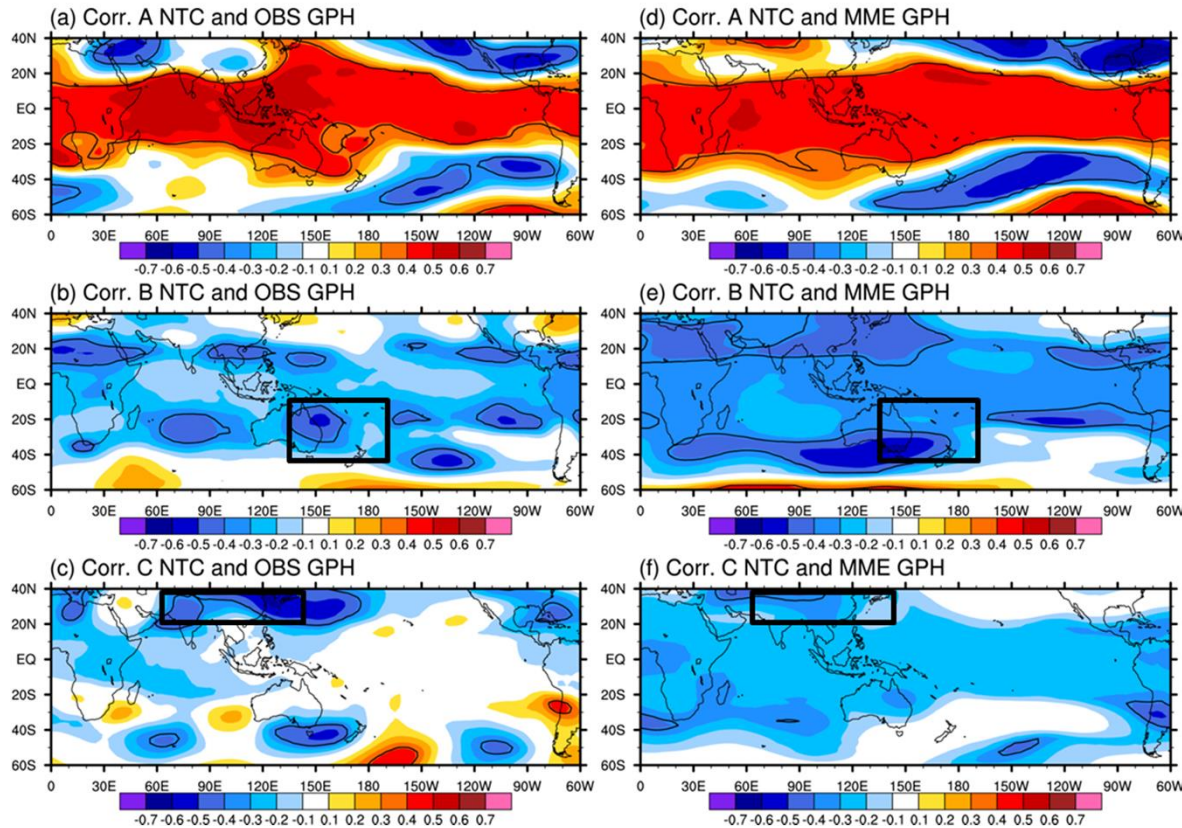 (a) Corr. A NTC and OBS GPH
40N
20N
EQ
20S
40S
60S
0 30E 60E 90E 120E 150E 180 150W 120W 90W 60W
-0.7 -0.6 -0.5 -0.4 -0.3 -0.2 -0.1 0.1 0.2 0.3 0.4 0.5 0.6 0.7
(d) Corr. A NTC and MME GPH
40N
20N
EQ
20S
40S
60S
0 30E 60E 90E 120E 150E 180 150W 120W 90W 60W
-0.7 -0.6 -0.5 -0.4 -0.3 -0.2 -0.1 0.1 0.2 0.3 0.4 0.5 0.6 0.7
(b) Corr. B NTC and OBS GPH
40N
20N
EQ
20S
40S
60S
0 30E 60E 90E 120E 150E 180 150W 120W 90W 60W
-0.7 -0.6 -0.5 -0.4 -0.3 -0.2 -0.1 0.1 0.2 0.3 0.4 0.5 0.6 0.7
(e) Corr. B NTC and MME GPH
40N
20N
EQ
20S
40S
60S
0 30E 60E 90E 120E 150E 180 150W 120W 90W 60W
-0.7 -0.6 -0.5 -0.4 -0.3 -0.2 -0.1 0.1 0.2 0.3 0.4 0.5 0.6 0.7
(c) Corr. C NTC and OBS GPH
40N
20N
EQ
20S
40S
60S
0 30E 60E 90E 120E 150E 180 150W 120W 90W 60W
-0.7 -0.6 -0.5 -0.4 -0.3 -0.2 -0.1 0.1 0.2 0.3 0.4 0.5 0.6 0.7
(f) Corr. C NTC and MME GPH
40N
20N
EQ
20S
40S
60S
0 30E 60E 90E 120E 150E 180 150W 120W 90W 60W
-0.7 -0.6 -0.5 -0.4 -0.3 -0.2 -0.1 0.1 0.2 0.3 0.4 0.5 0.6 0.7